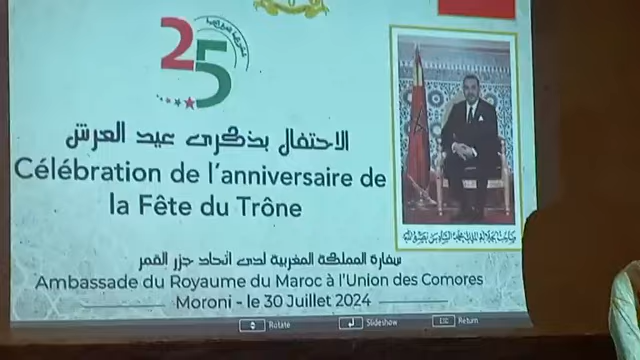 25
الاحتفال بذكرى عيد العرش
Célébration de l'anniversaire de
la Fête du Trône
سفارة المملكة المغربية لدى اتحاد جزر القمر
Ambassade du Royaume du Maroc à l'Union des Comores
Moroni - le 30 Juillet 2024
Rotate
Slideshow
Return